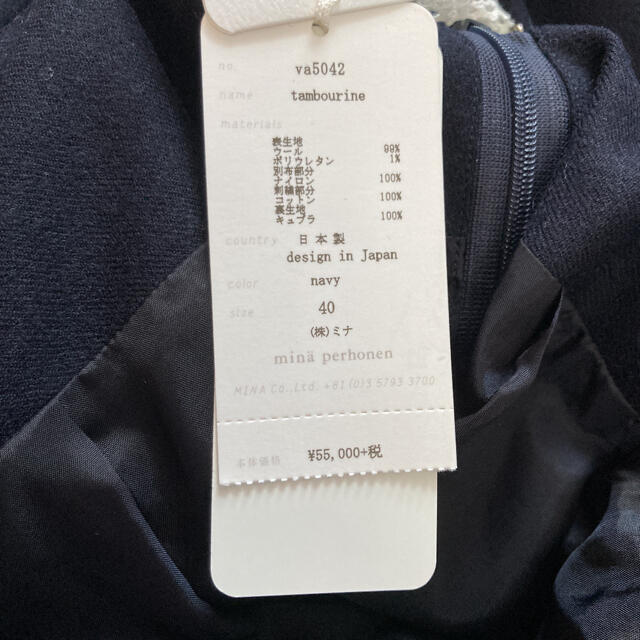 no. va5042
name tambourine
materials
表生地
ウール 99%
ポリウレタン 1%
別布部分
ナイロン 100%
刺繍部分
コットン 100%
裏生地
キュプラ 100%
country 日本製
design in Japan
color navy
size 40
(株)ミナ
minä perhonen
MINA Co.,Ltd. +81(0)3 5793 3700
本体価格 ¥55,000+税